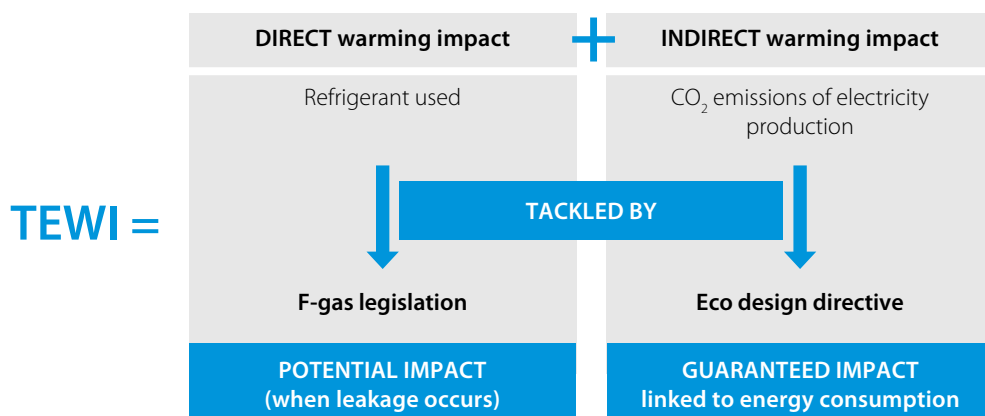 DIRECT warming impact
+
INDIRECT warming impact
Refrigerant used
CO₂ emissions of electricity
production
TEWI =
TACKLED BY
F-gas legislation
Eco design directive
POTENTIAL IMPACT
(when leakage occurs)
GUARANTEED IMPACT
linked to energy consumption